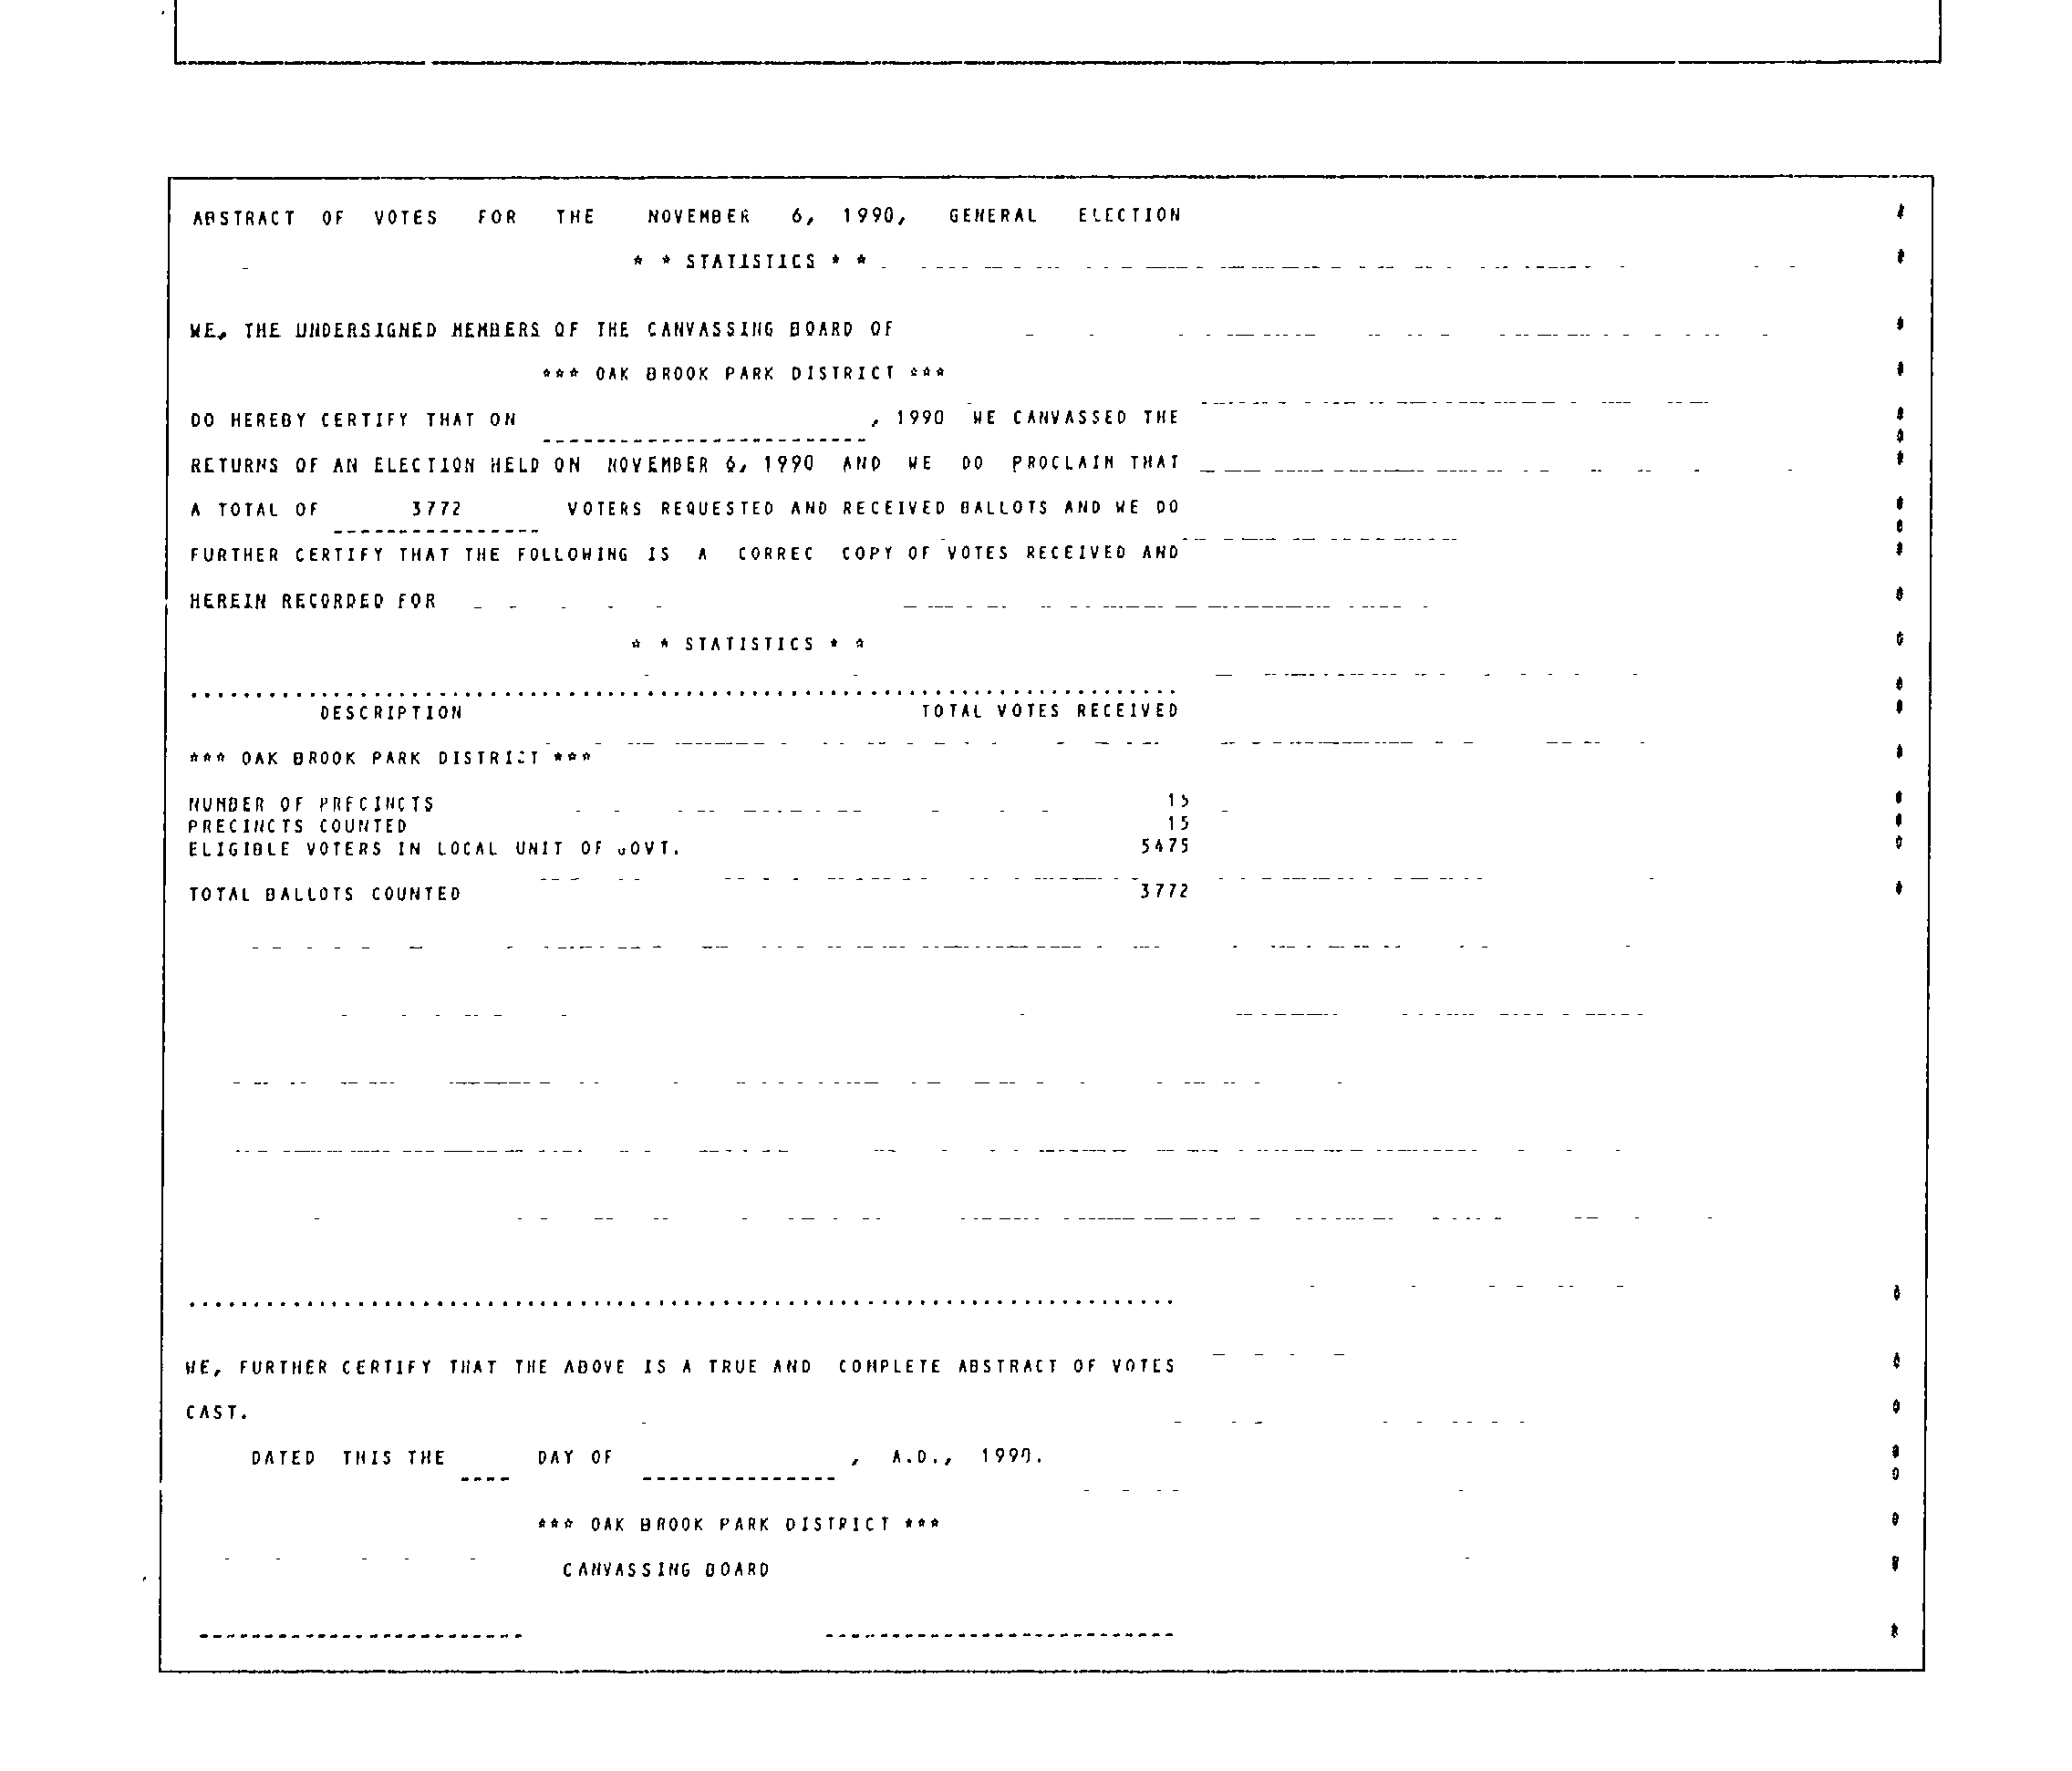 ABSTRACT OF VOTES FOR THE NOVEMBER 6, 1990, GENERAL ELECTION
* * STATISTICS * *
WE, THE UNDERSIGNED MEMBERS OF THE CANVASSING BOARD OF
*** OAK BROOK PARK DISTRICT ***
DO HEREBY CERTIFY THAT ON , 1990 WE CANVASSED THE
RETURNS OF AN ELECTION HELD ON NOVEMBER 6, 1990 AND WE DO PROCLAIM THAT
A TOTAL OF 3772 VOTERS REQUESTED AND RECEIVED BALLOTS AND WE DO
FURTHER CERTIFY THAT THE FOLLOWING IS A CORREC COPY OF VOTES RECEIVED AND
HEREIN RECORDED FOR
* * STATISTICS * *
DESCRIPTION TOTAL VOTES RECEIVED
*** OAK BROOK PARK DISTRICT ***
NUMBER OF PRECINCTS 15
PRECINCTS COUNTED 15
ELIGIBLE VOTERS IN LOCAL UNIT OF GOVT. 5475
TOTAL BALLOTS COUNTED 3772
WE, FURTHER CERTIFY THAT THE ABOVE IS A TRUE AND COMPLETE ABSTRACT OF VOTES
CAST.
DATED THIS THE DAY OF , A.D., 1990.
*** OAK BROOK PARK DISTRICT ***
CANVASSING BOARD